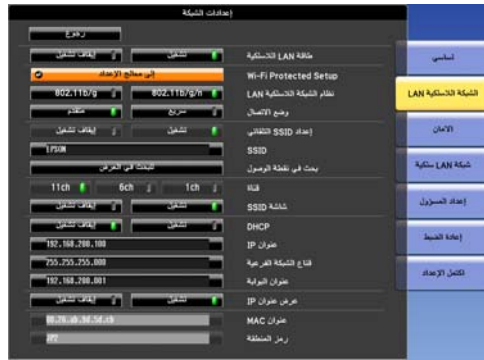 إعدادات الشبكة
رجوع
طاقة LAN اللاسلكية تشغيل إيقاف تشغيل
Wi-Fi Protected Setup إلى معالج الإعداد
نظام الشبكة اللاسلكية LAN 802.11b/g/n 802.11b/g
وضع الاتصال سريع متقدم
إعداد SSID التلقائي تشغيل إيقاف تشغيل
SSID EPSON
بحث في نقطة الوصول للبحث في العرض
قناة 1ch 6ch 11ch
شاشة SSID تشغيل إيقاف تشغيل
DHCP تشغيل إيقاف تشغيل
عنوان IP 192.168.200.100
قناع الشبكة الفرعية 255.255.255.000
عنوان البوابة 192.168.200.001
عرض عنوان IP تشغيل إيقاف تشغيل
عنوان MAC
رمز المنطقة
أساسي
الشبكة اللاسلكية LAN
الأمان
شبكة LAN سلكية
إعداد المسؤول
إعادة الضبط
اكتمل الإعداد